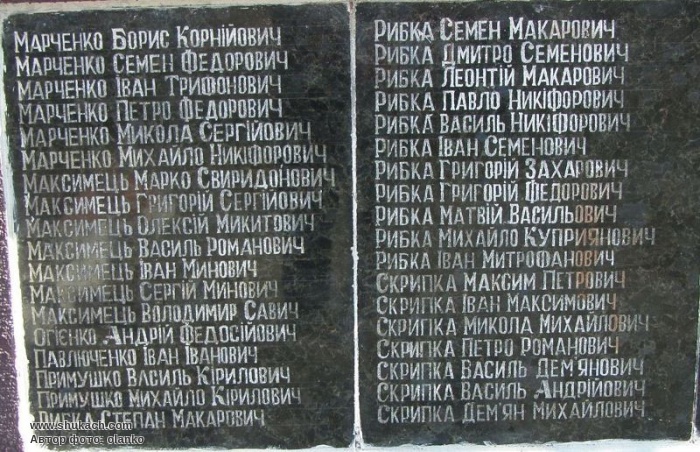 Марченко Борис Корнійович
Марченко Семен Федорович
Марченко Іван Трифонович
Марченко Петро Федорович
Марченко Микола Сергійович
Марченко Михайло Никіфорович
Максимець Марко Свиридонович
Максимець Григорій Сергійович
Максимець Олексій Микитович
Максимець Василь Романович
Максимець Іван Минович
Максимець Сергій Минович
Максимець Володимир Савич
Огієнко Андрій Федосійович
Павлюченко Іван Іванович
Примушко Василь Кірилович
Примушко Михайло Кірилович
Рибка Степан Макарович
Рибка Семен Макарович
Рибка Дмитро Семенович
Рибка Леонтій Макарович
Рибка Павло Никіфорович
Рибка Василь Никіфорович
Рибка Іван Семенович
Рибка Григорій Захарович
Рибка Григорій Федорович
Рибка Матвій Васильович
Рибка Михайло Куприянович
Рибка Іван Митрофанович
Скрипка Максим Петрович
Скрипка Іван Максимович
Скрипка Микола Михайлович
Скрипка Петро Романович
Скрипка Василь Дем'янович
Скрипка Василь Андрійович
Скрипка Дем'ян Михайлович
www.shukach.com
Автор фото: olanko